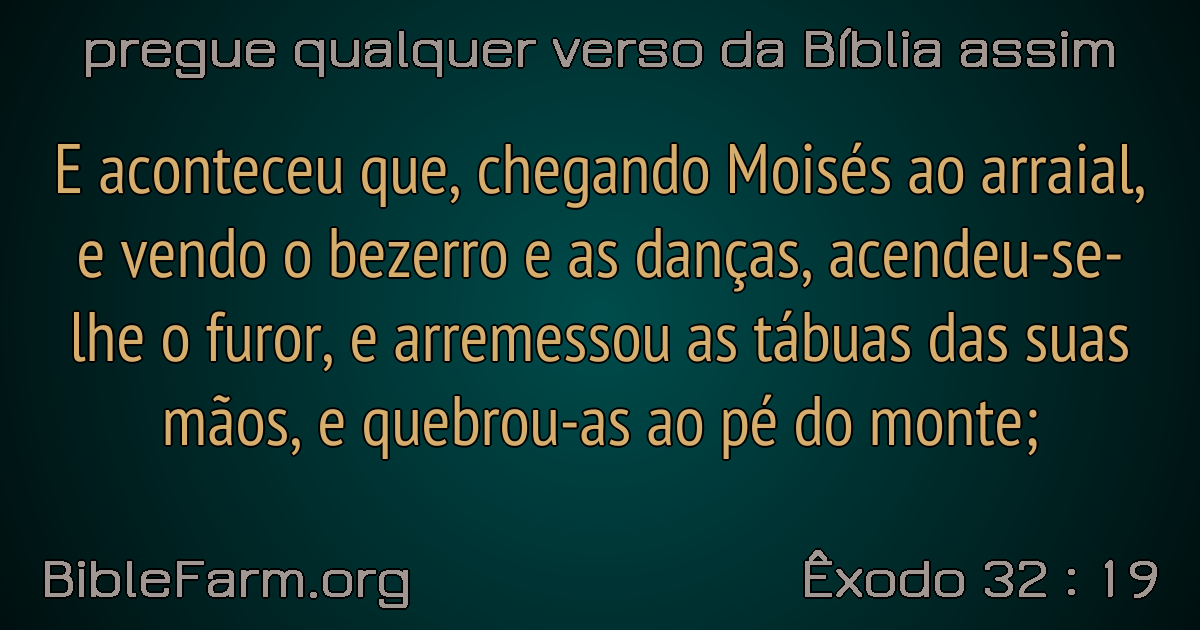 pregue qualquer verso da Bíblia assim
E aconteceu que, chegando Moisés ao arraial,
e vendo o bezerro e as danças, acendeu-se-
lhe o furor, e arremessou as tábuas das suas
mãos, e quebrou-as ao pé do monte;
BibleFarm.org
Êxodo 32 : 19